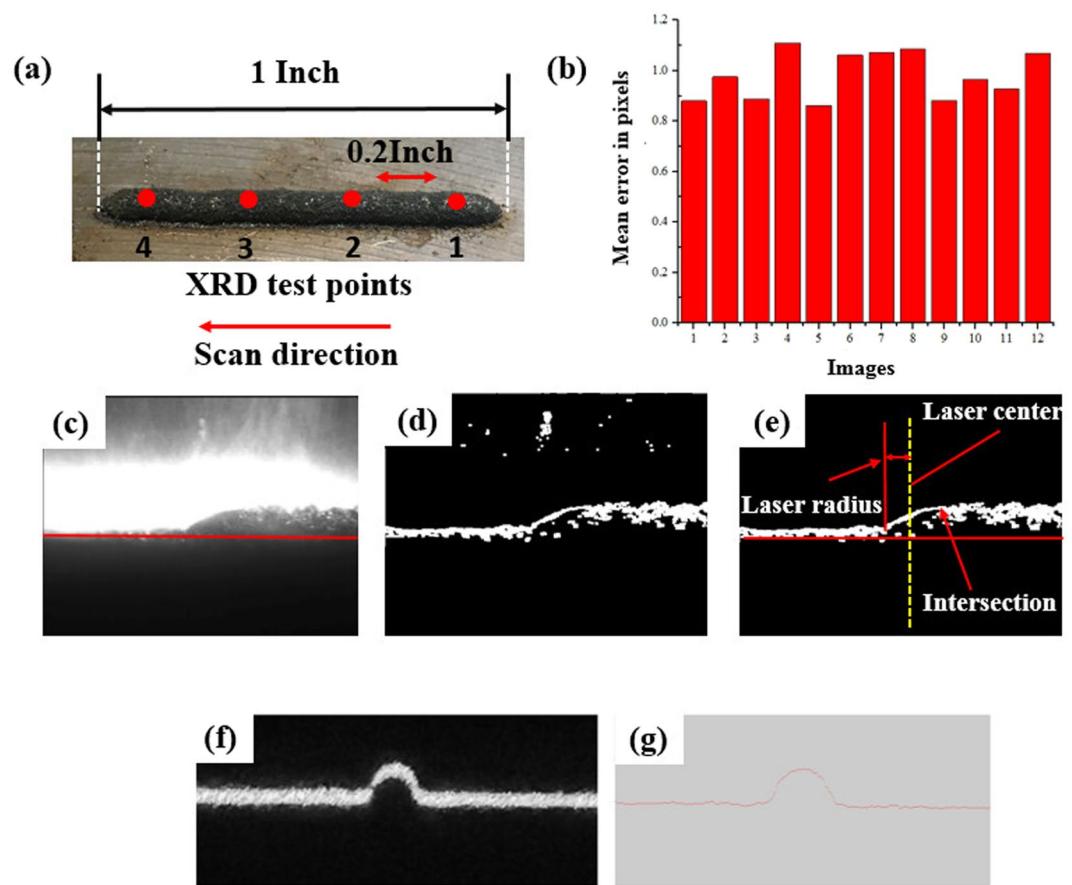 (a)
1 Inch
0.2Inch
4 3 2 1
XRD test points
Scan direction
(b)
Mean error in pixels
1.2
1.0
0.8
0.6
0.4
0.2
0.0
1 2 3 4 5 6 7 8 9 10 11 12
Images
(c)
(d)
(e)
Laser center
Laser radius
Intersection
(f)
(g)